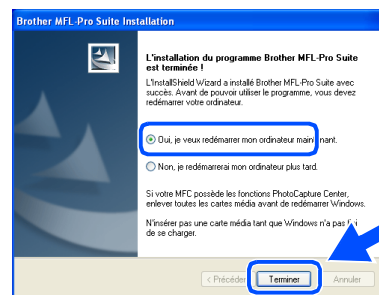 Brother MFL-Pro Suite Installation
L'installation du programme Brother MFL-Pro Suite
est terminée !
L'InstallShield Wizard a installé Brother MFL-Pro Suite avec
succès. Avant de pouvoir utiliser le programme, vous devez
redémarrer votre ordinateur.
Oui, je veux redémarrer mon ordinateur maintenant.
Non, je redémarrerai mon ordinateur plus tard.
Si votre MFC possède les fonctions PhotoCapture Center,
enlever toutes les cartes média avant de redémarrer Windows.
N'insérer pas une carte média tant que Windows n'a pas fini
de se charger.
< Précéder Terminer Annuler